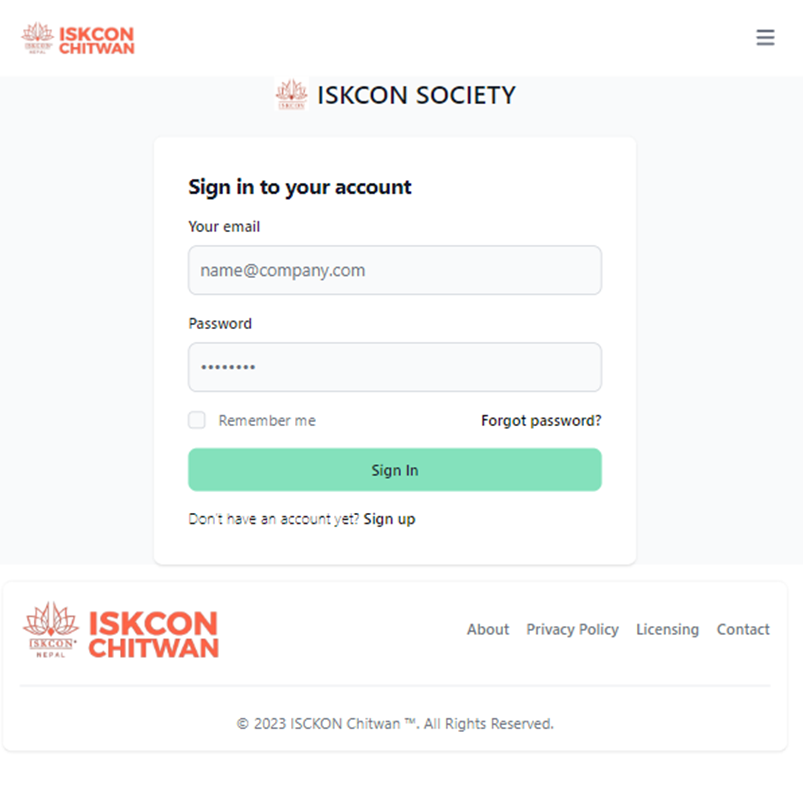 ISKCON
CHITWAN
ISKCON SOCIETY
Sign in to your account
Your email
name@company.com
Password
••••••••
Remember me
Forgot password?
Sign In
Don't have an account yet? Sign up
ISKCON
NEPAL
ISKCON
CHITWAN
About Privacy Policy Licensing Contact
© 2023 ISCKON Chitwan ™. All Rights Reserved.